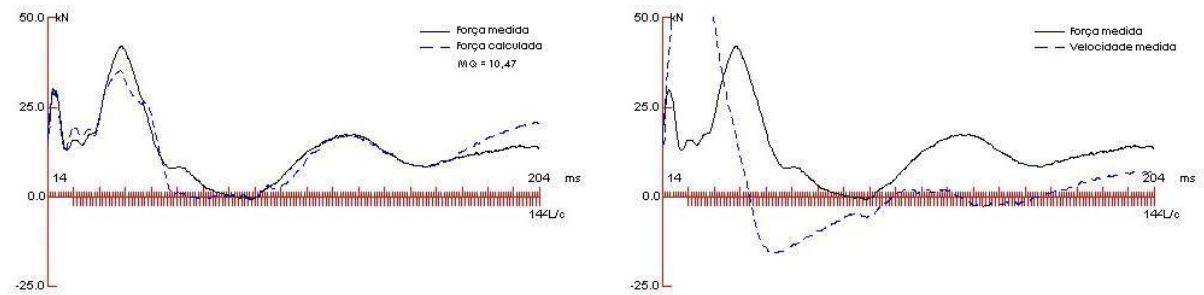 50.0 kN
Força medida
Força calculada
MQ = 10,47
25.0
14
204 ms
0.0
144L/c
-25.0
50.0 kN
Força medida
Velocidade medida
25.0
14
204 ms
0.0
144L/c
-25.0